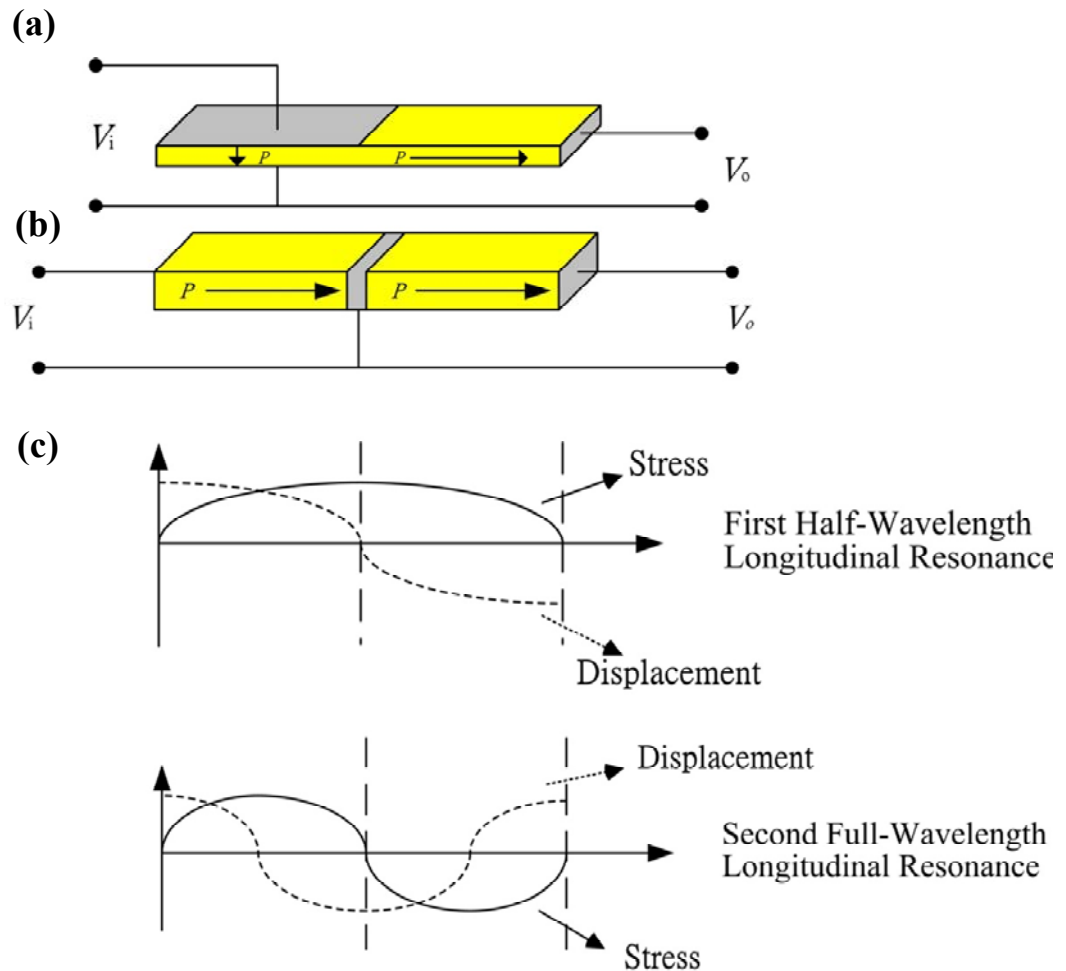 (a)
Vi
P
P
Vo
(b)
Vi
P
P
Vo
(c)
Stress
First Half-Wavelength
Longitudinal Resonance
Displacement
Displacement
Second Full-Wavelength
Longitudinal Resonance
Stress